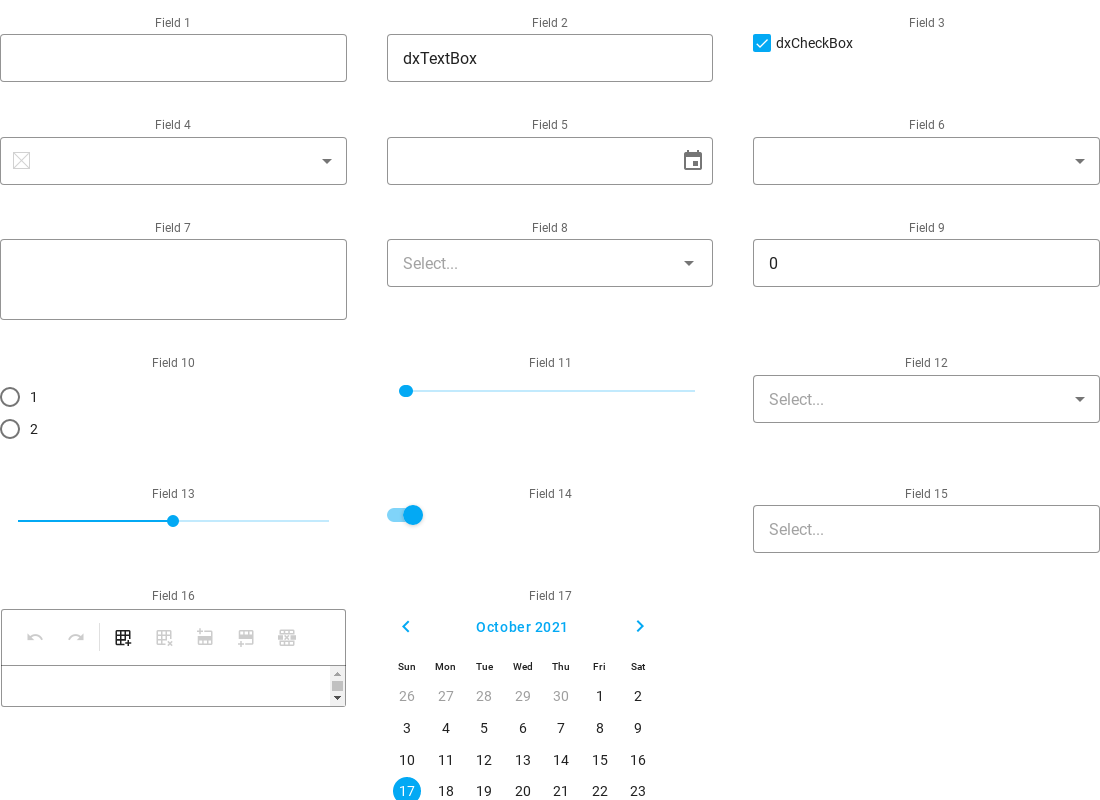 Field 1
Field 2
dxTextBox
Field 3
dxCheckBox
Field 4
Field 5
Field 6
Field 7
Field 8
Select...
Field 9
0
Field 10
1
2
Field 11
Field 12
Select...
Field 13
Field 14
Field 15
Select...
Field 16
Field 17
October 2021
Sun Mon Tue Wed Thu Fri Sat
26 27 28 29 30 1 2
3 4 5 6 7 8 9
10 11 12 13 14 15 16
17 18 19 20 21 22 23